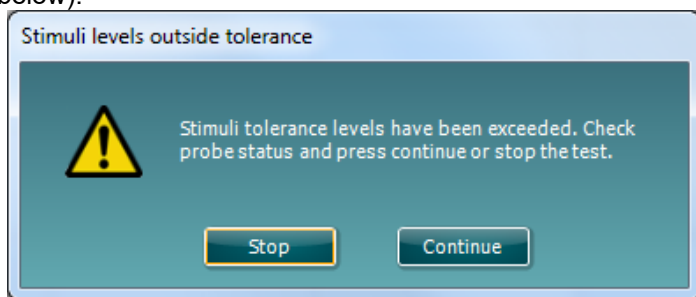 below).
Stimuli levels outside tolerance
Stimuli tolerance levels have been exceeded. Check
probe status and press continue or stop the test.
Stop
Continue